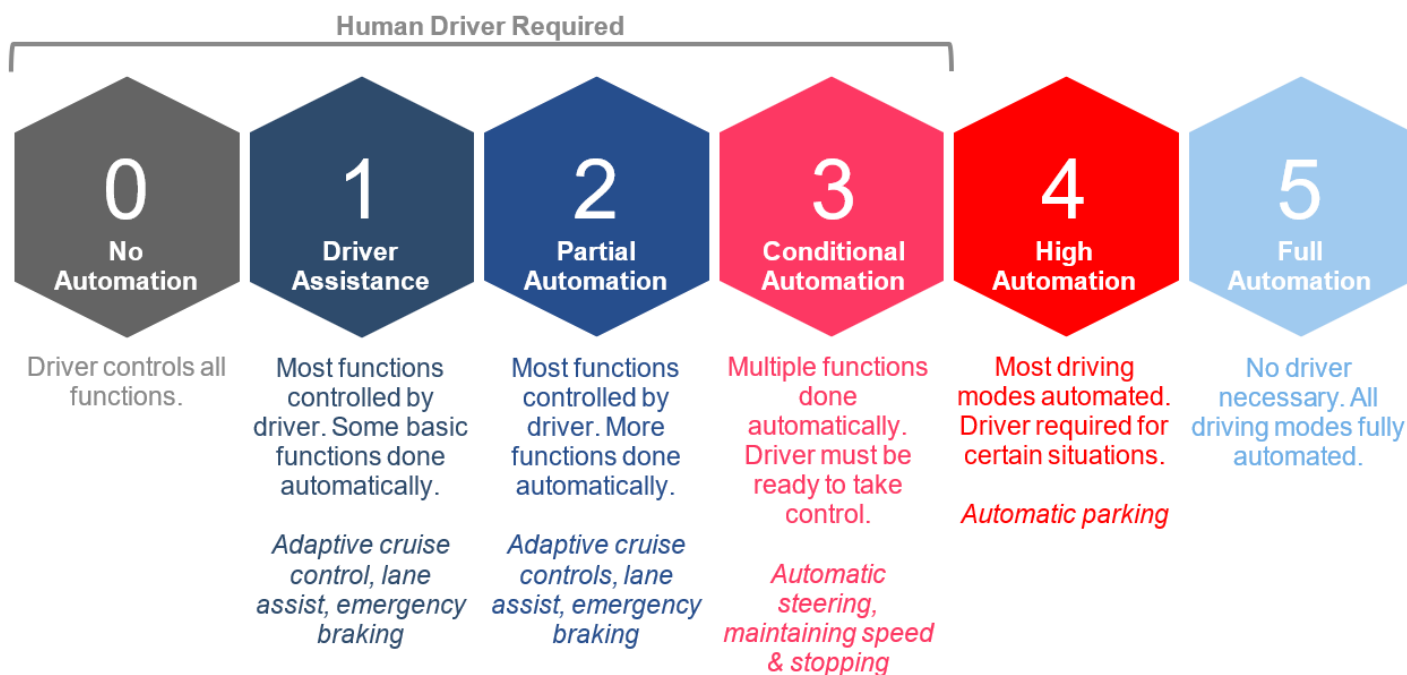 Human Driver Required
0
No
Automation
Driver controls all
functions.
1
Driver
Assistance
Most functions
controlled by
driver. Some basic
functions done
automatically.
Adaptive cruise
control, lane
assist, emergency
braking
2
Partial
Automation
Most functions
controlled by
driver. More
functions done
automatically.
Adaptive cruise
controls, lane
assist, emergency
braking
3
Conditional
Automation
Multiple functions
done
automatically.
Driver must be
ready to take
control.
Automatic
steering,
maintaining speed
& stopping
4
High
Automation
Most driving
modes automated.
Driver required for
certain situations.
Automatic parking
5
Full
Automation
No driver
necessary. All
driving modes fully
automated.